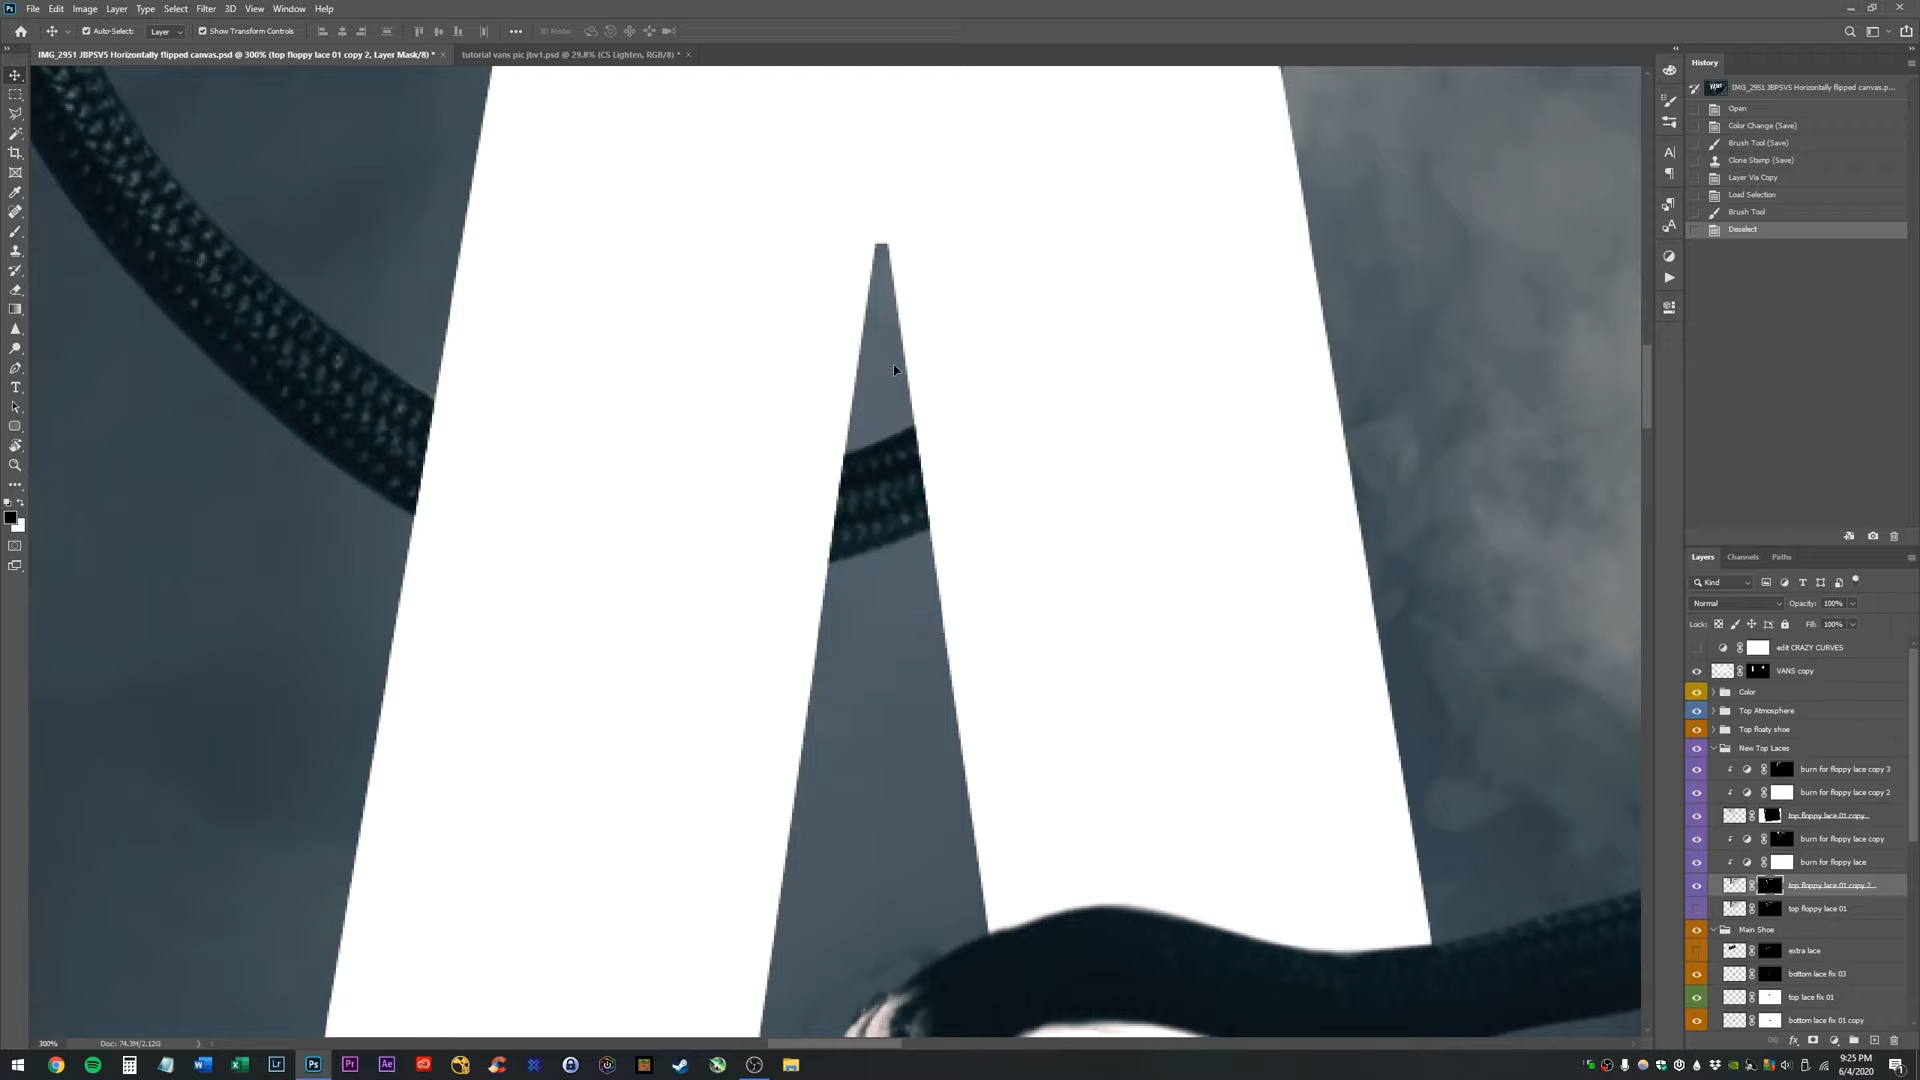 File Edit Image Layer Type Select Filter 3D View Window Help
Auto-Select: Layer Show Transform Controls 3D Mode:
IMG_2951 JBPSV5 Horizontally flipped canvas.psd @ 300% (top floppy lace 01 copy 2, Layer Mask/8) *
tutorial vans pic jbv1.psd @ 29.8% (CS Lighten, RGB/8) *
History
IMG_2951 JBPSV5 Horizontally flipped canvas.p...
Open
Color Change (Save)
Brush Tool (Save)
Clone Stamp (Save)
Layer Via Copy
Load Selection
Brush Tool
Deselect
Layers Channels Paths
Kind
Normal Opacity: 100%
Lock: Fill: 100%
edit CRAZY CURVES
VANS copy
Color
Top Atmosphere
Top floaty shoe
New Top Laces
burn for floppy lace copy 3
burn for floppy lace copy 2
top floppy lace 01 copy
burn for floppy lace copy
burn for floppy lace
top floppy lace 01 copy 2
top floppy lace 01
Main Shoe
extra lace
bottom lace fix 03
top lace fix 01
bottom lace fix 01 copy
300% Doc: 74.3M/2.12G
9:25 PM
6/4/2020